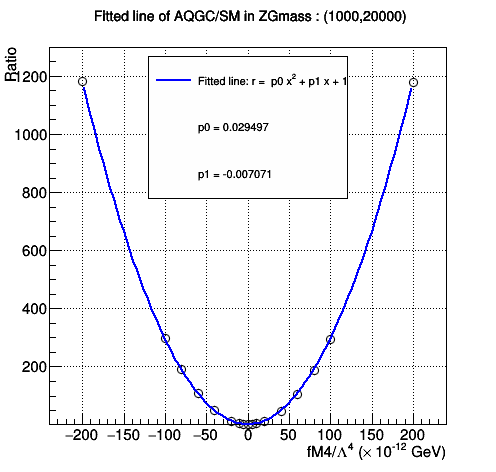 FItted line of AQGC/SM in ZGmass : (1000,20000)
Ratio
Fitted line: r = p0 x² + p1 x + 1
p0 = 0.029497
p1 = -0.007071
1200
1000
800
600
400
200
−200 −150 −100 −50 0 50 100 150 200
fM4/Λ⁴ (× 10⁻¹² GeV)